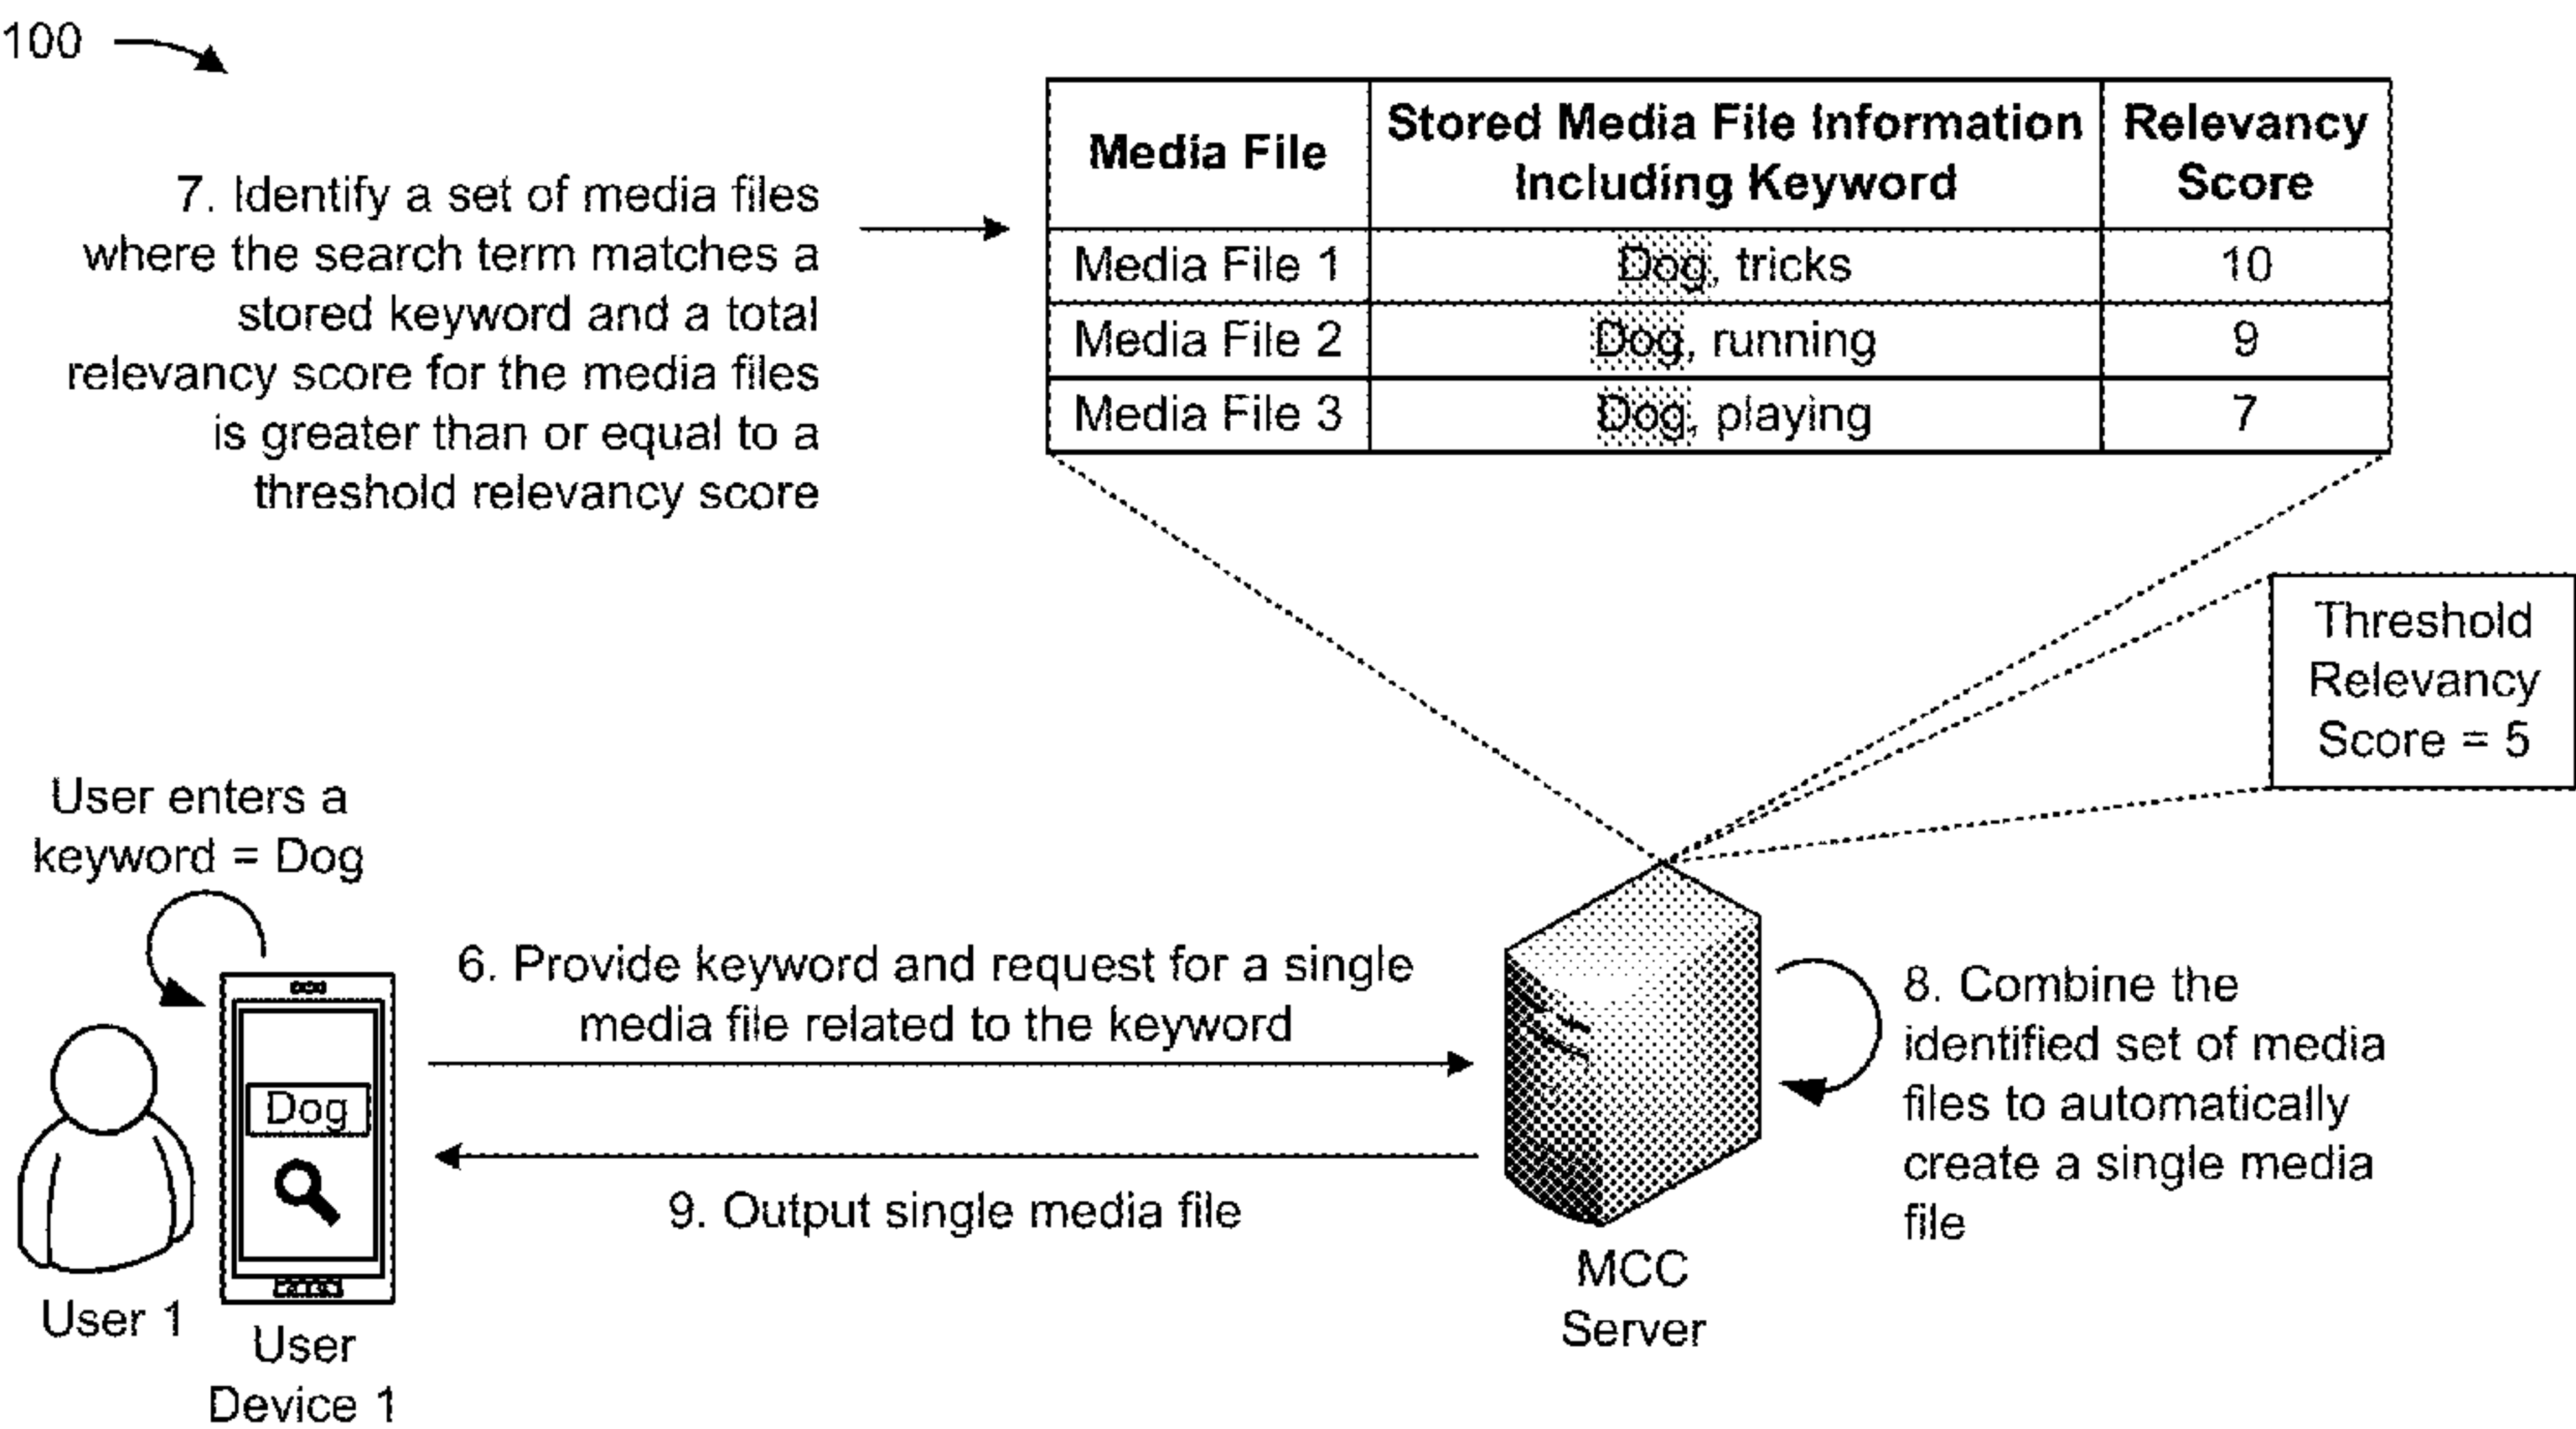 100
7. Identify a set of media files
where the search term matches a
stored keyword and a total
relevancy score for the media files
is greater than or equal to a
threshold relevancy score
Media File
Stored Media File Information
Including Keyword
Relevancy
Score
Media File 1
Dog, tricks
10
Media File 2
Dog, running
9
Media File 3
Dog, playing
7
Threshold
Relevancy
Score = 5
User enters a
keyword = Dog
6. Provide keyword and request for a single
media file related to the keyword
8. Combine the
identified set of media
files to automatically
create a single media
file
Dog
9. Output single media file
User 1
User
Device 1
MCC
Server